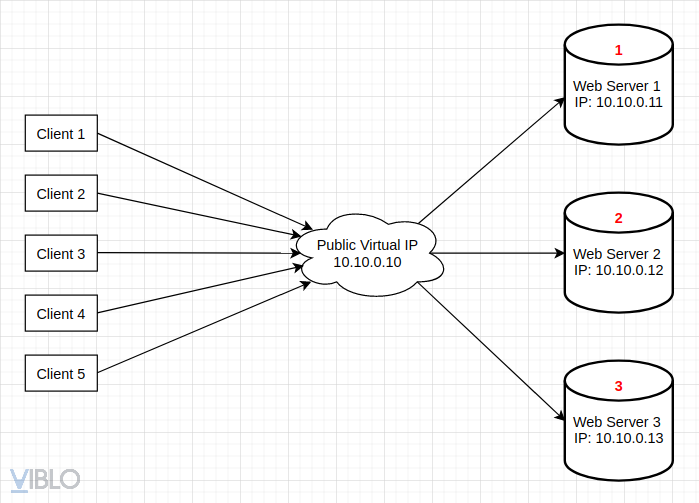 Client 1
Client 2
Client 3
Client 4
Client 5
Public Virtual IP
10.10.0.10
1
Web Server 1
IP: 10.10.0.11
2
Web Server 2
IP: 10.10.0.12
3
Web Server 3
IP: 10.10.0.13
VIBLO